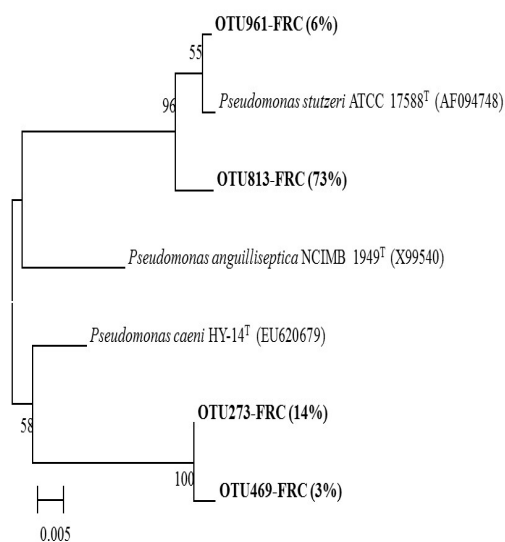 OTU961-FRC (6%)
55
Pseudomonas stutzeri ATCC 17588T (AF094748)
96
OTU813-FRC (73%)
Pseudomonas anguilliseptica NCIMB 1949T (X99540)
Pseudomonas caeni HY-14T (EU620679)
OTU273-FRC (14%)
58
100
OTU469-FRC (3%)
0.005